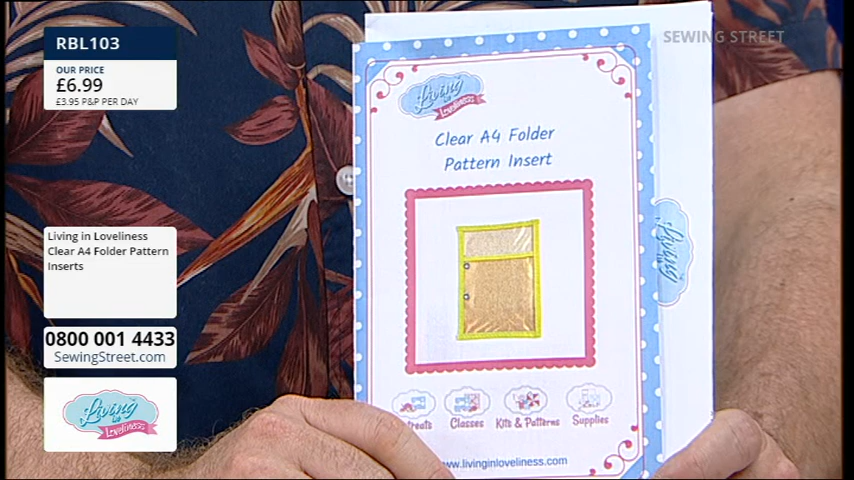 RBL103
OUR PRICE
£6.99
£3.95 P&P PER DAY
Living in Loveliness
Clear A4 Folder Pattern
Inserts
0800 001 4433
SewingStreet.com
Living
in
Loveliness
SEWING STREET
Living
in
Loveliness
Clear A4 Folder
Pattern Insert
Classes
Kits & Patterns
Supplies
www.livinginloveliness.com
Living